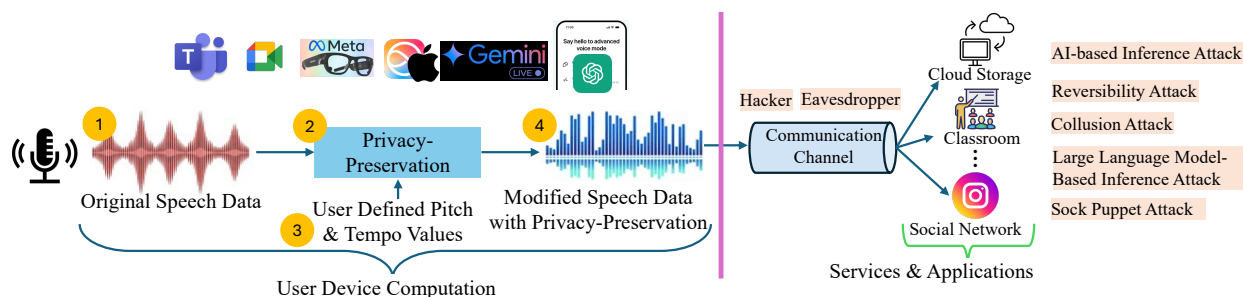 T
Meta
Gemini
LIVE
Say hello to advanced
voice mode
1
Original Speech Data
2
Privacy-
Preservation
3
User Defined Pitch
& Tempo Values
4
Modified Speech Data
with Privacy-Preservation
User Device Computation
Hacker
Eavesdropper
Communication
Channel
Cloud Storage
Classroom
Social Network
Services & Applications
AI-based Inference Attack
Reversibility Attack
Collusion Attack
Large Language Model-
Based Inference Attack
Sock Puppet Attack